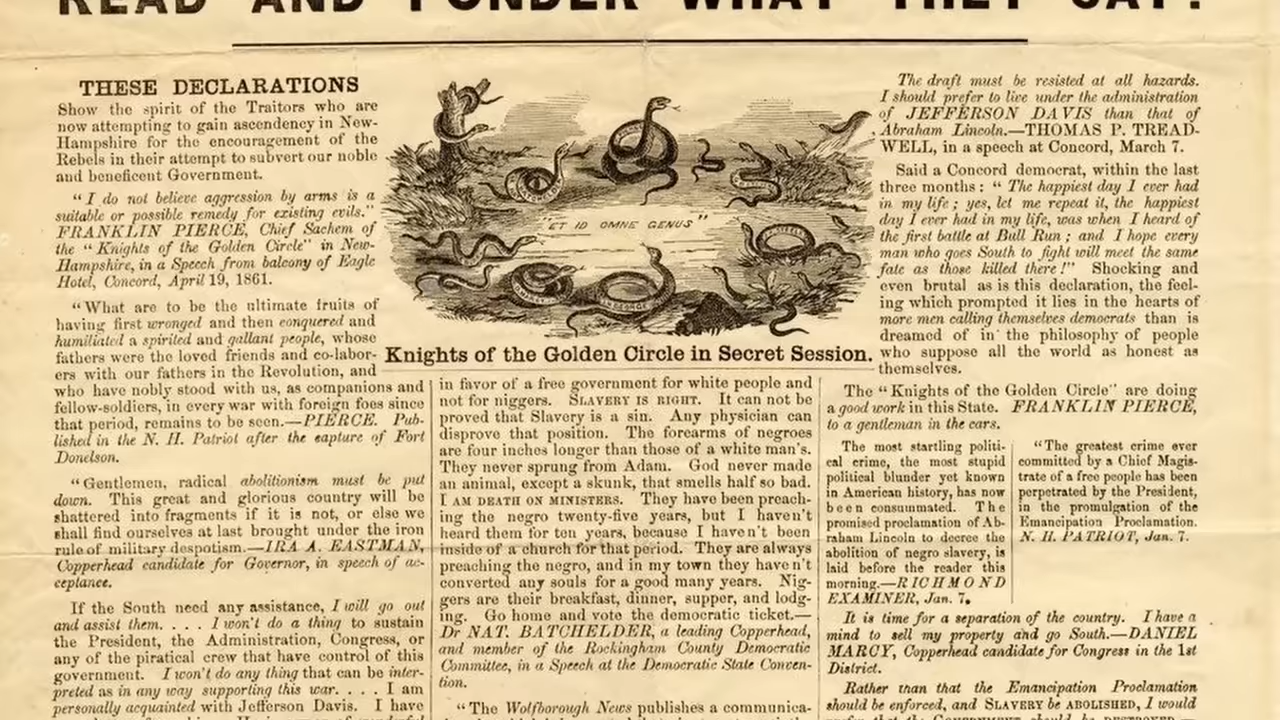 READ AND PONDER WHAT THEY SAY!
THESE DECLARATIONS
Show the spirit of the Traitors who are
now attempting to gain ascendency in New-
Hampshire for the encouragement of the
Rebels in their attempt to subvert our noble
and beneficent Government.
“I do not believe aggression by arms is a
suitable or possible remedy for existing evils.”
FRANKLIN PIERCE, Chief Sachem of
the “Knights of the Golden Circle” in New-
Hampshire, in a Speech from balcony of Eagle
Hotel, Concord, April 19, 1861.
“What are to be the ultimate fruits of
having first wronged and then conquered and
humiliated a spirited and gallant people, whose
fathers were the loved friends and co-labor-
ers with our fathers in the Revolution, and
who have nobly stood with us, as companions and
fellow-soldiers, in every war with foreign foes since
that period, remains to be seen.—PIERCE. Pub-
lished in the N. H. Patriot after the capture of Fort
Donelson.
“Gentlemen, radical abolitionism must be put
down. This great and glorious country will be
shattered into fragments if it is not, or else we
shall find ourselves at last brought under the iron
rule of military despotism.—IRA A. EASTMAN,
Copperhead candidate for Governor, in speech of ac-
ceptance.
If the South need any assistance, I will go out
and assist them. . . . I won't do a thing to sustain
the President, the Administration, Congress, or
any of the piratical crew that have control of this
government. I won't do any thing that can be inter-
preted as in any way supporting this war. . . . I am
personally acquainted with Jefferson Davis. I have
"ET ID OMNE GENUS"
Knights of the Golden Circle in Secret Session.
in favor of a free government for white people and
not for niggers. SLAVERY IS RIGHT. It can not be
proved that Slavery is a sin. Any physician can
disprove that position. The forearms of negroes
are four inches longer than those of a white man's.
They never sprung from Adam. God never made
an animal, except a skunk, that smells half so bad.
I AM DEATH ON MINISTERS. They have been preach-
ing the negro twenty-five years, but I haven't
heard them for ten years, because I haven't been
inside of a church for that period. They are always
preaching the negro, and in my town they haven't
converted any souls for a good many years. Nig-
gers are their breakfast, dinner, supper, and lodg-
ing. Go home and vote the democratic ticket.—
Dr NAT. BATCHELDER, a leading Copperhead,
and member of the Rockingham County Democratic
Committee, in a Speech at the Democratic State Conven-
tion.
“The Wolfborough News publishes a communica-
The draft must be resisted at all hazards.
I should prefer to live under the administration
of JEFFERSON DAVIS than that of
Abraham Lincoln.—THOMAS P. TREAD-
WELL, in a speech at Concord, March 7.
Said a Concord democrat, within the last
three months: “The happiest day I ever had
in my life; yes, let me repeat it, the happiest
day I ever had in my life, was when I heard of
the first battle at Bull Run; and I hope every
man who goes South to fight will meet the same
fate as those killed there!” Shocking and
even brutal as is this declaration, the feel-
ing which prompted it lies in the hearts of
more men calling themselves democrats than is
dreamed of in the philosophy of people
who suppose all the world as honest as
themselves.
The “Knights of the Golden Circle” are doing
a good work in this State. FRANKLIN PIERCE,
to a gentleman in the cars.
The most startling politi-
cal crime, the most stupid
political blunder yet known
in American history, has now
been consummated. The
promised proclamation of Ab-
raham Lincoln to decree the
abolition of negro slavery, is
laid before the reader this
morning.—RICHMOND
EXAMINER, Jan. 7.
“The greatest crime ever
committed by a Chief Magis-
trate of a free people has been
perpetrated by the President,
in the promulgation of the
Emancipation Proclamation.
N. H. PATRIOT, Jan. 7.
It is time for a separation of the country. I have a
mind to sell my property and go South.—DANIEL
MARCY, Copperhead candidate for Congress in the 1st
District.
Rather than that the Emancipation Proclamation
should be enforced, and SLAVERY BE ABOLISHED, I would